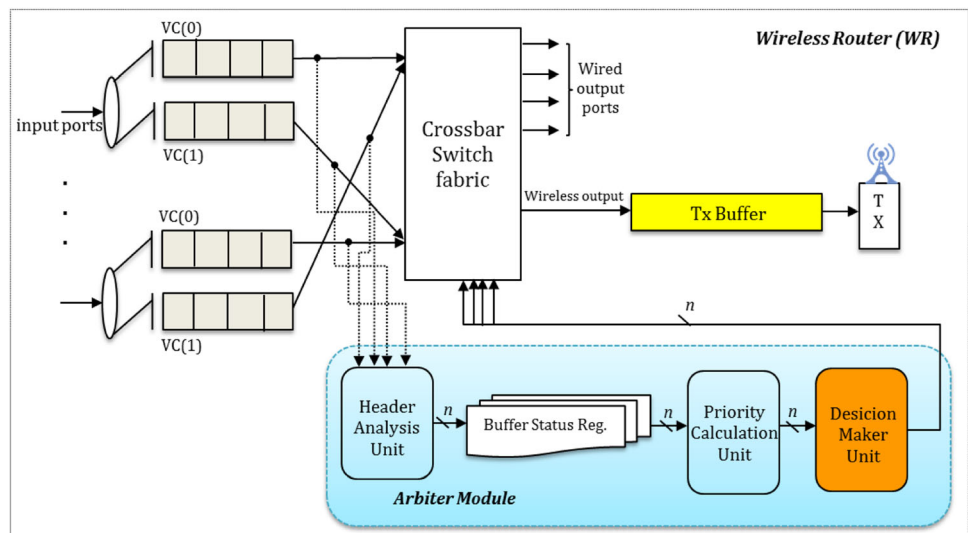 VC(0)
Wireless Router (WR)
input ports
VC(1)
Crossbar
Switch
fabric
Wired
output
ports
.
.
.
VC(0)
VC(1)
Wireless output
Tx Buffer
T
X
n
Header
Analysis
Unit
n
Buffer Status Reg.
n
Priority
Calculation
Unit
n
Desicion
Maker
Unit
Arbiter Module